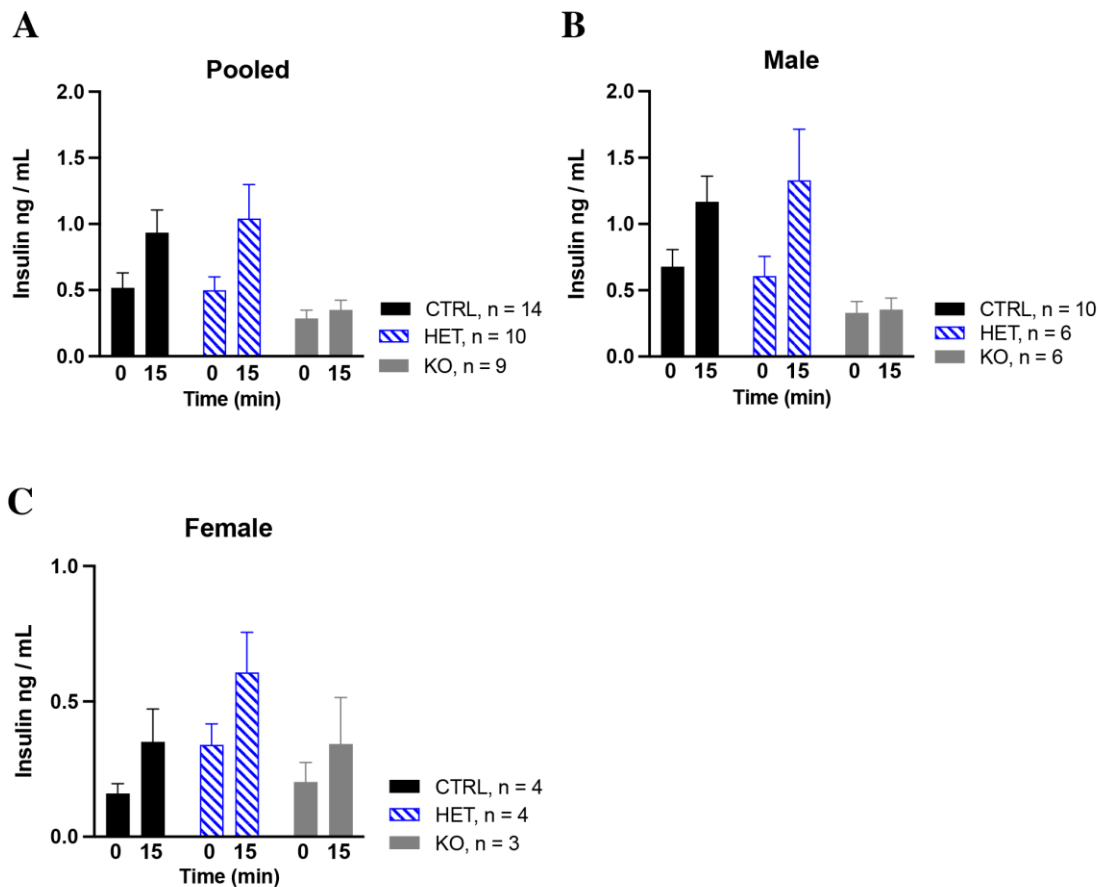 A
Pooled
Insulin ng / mL
2.0
1.5
1.0
0.5
0.0
0 15 0 15 0 15
Time (min)
CTRL, n = 14
HET, n = 10
KO, n = 9
B
Male
Insulin ng / mL
2.0
1.5
1.0
0.5
0.0
0 15 0 15 0 15
Time (min)
CTRL, n = 10
HET, n = 6
KO, n = 6
C
Female
Insulin ng / mL
1.0
0.5
0.0
0 15 0 15 0 15
Time (min)
CTRL, n = 4
HET, n = 4
KO, n = 3